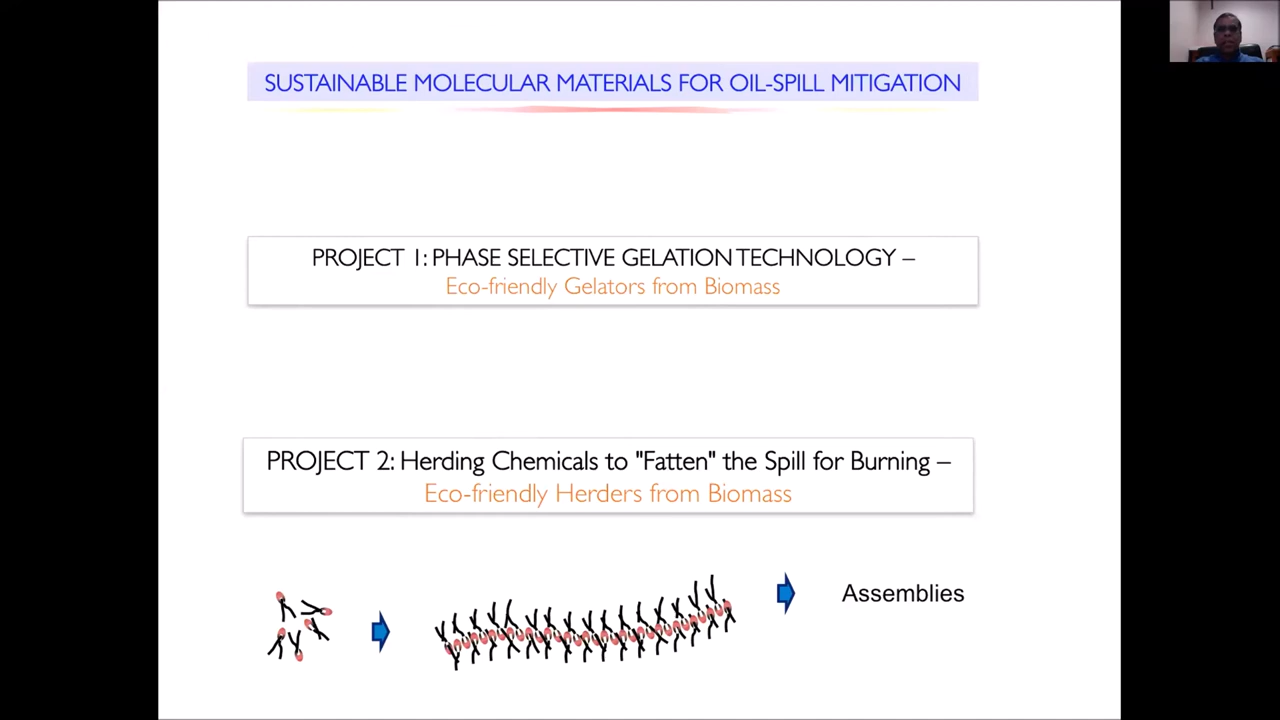 SUSTAINABLE MOLECULAR MATERIALS FOR OIL-SPILL MITIGATION
PROJECT 1: PHASE SELECTIVE GELATION TECHNOLOGY –
Eco-friendly Gelators from Biomass
PROJECT 2: Herding Chemicals to "Fatten" the Spill for Burning –
Eco-friendly Herders from Biomass
Assemblies